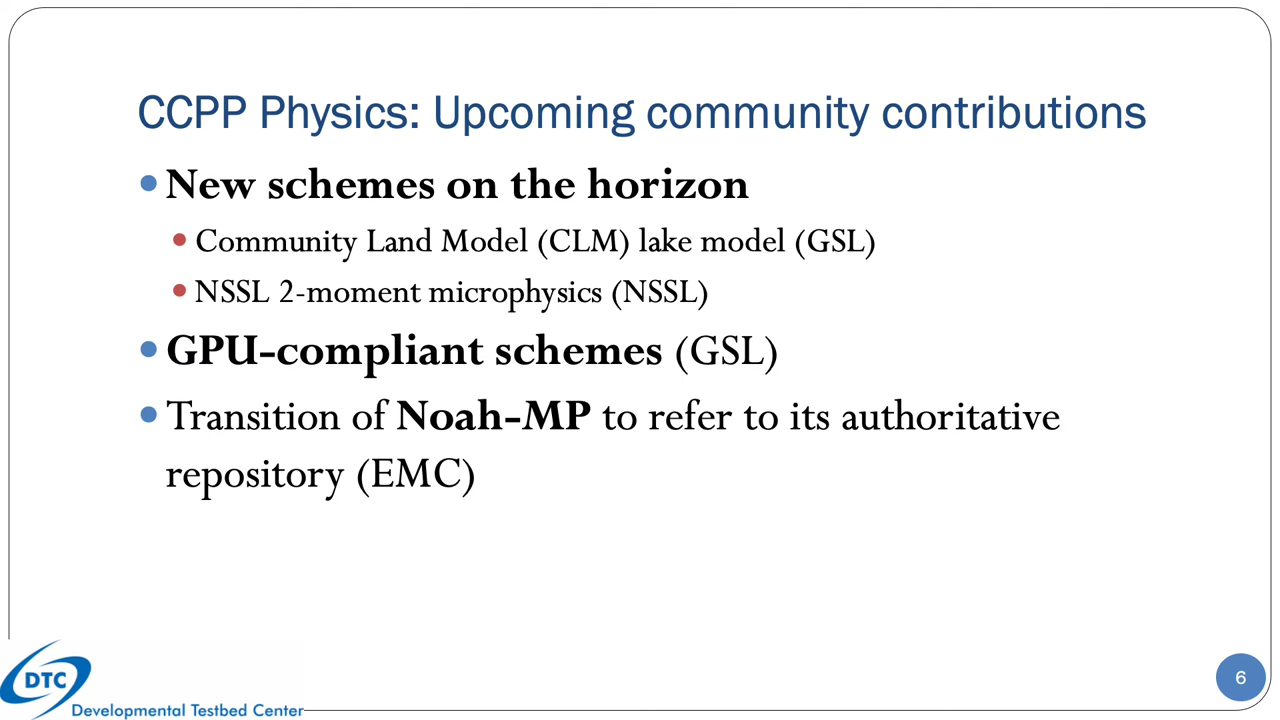 CCPP Physics: Upcoming community contributions
New schemes on the horizon
Community Land Model (CLM) lake model (GSL)
NSSL 2-moment microphysics (NSSL)
GPU-compliant schemes (GSL)
Transition of Noah-MP to refer to its authoritative
repository (EMC)
DTC
Developmental Testbed Center
6